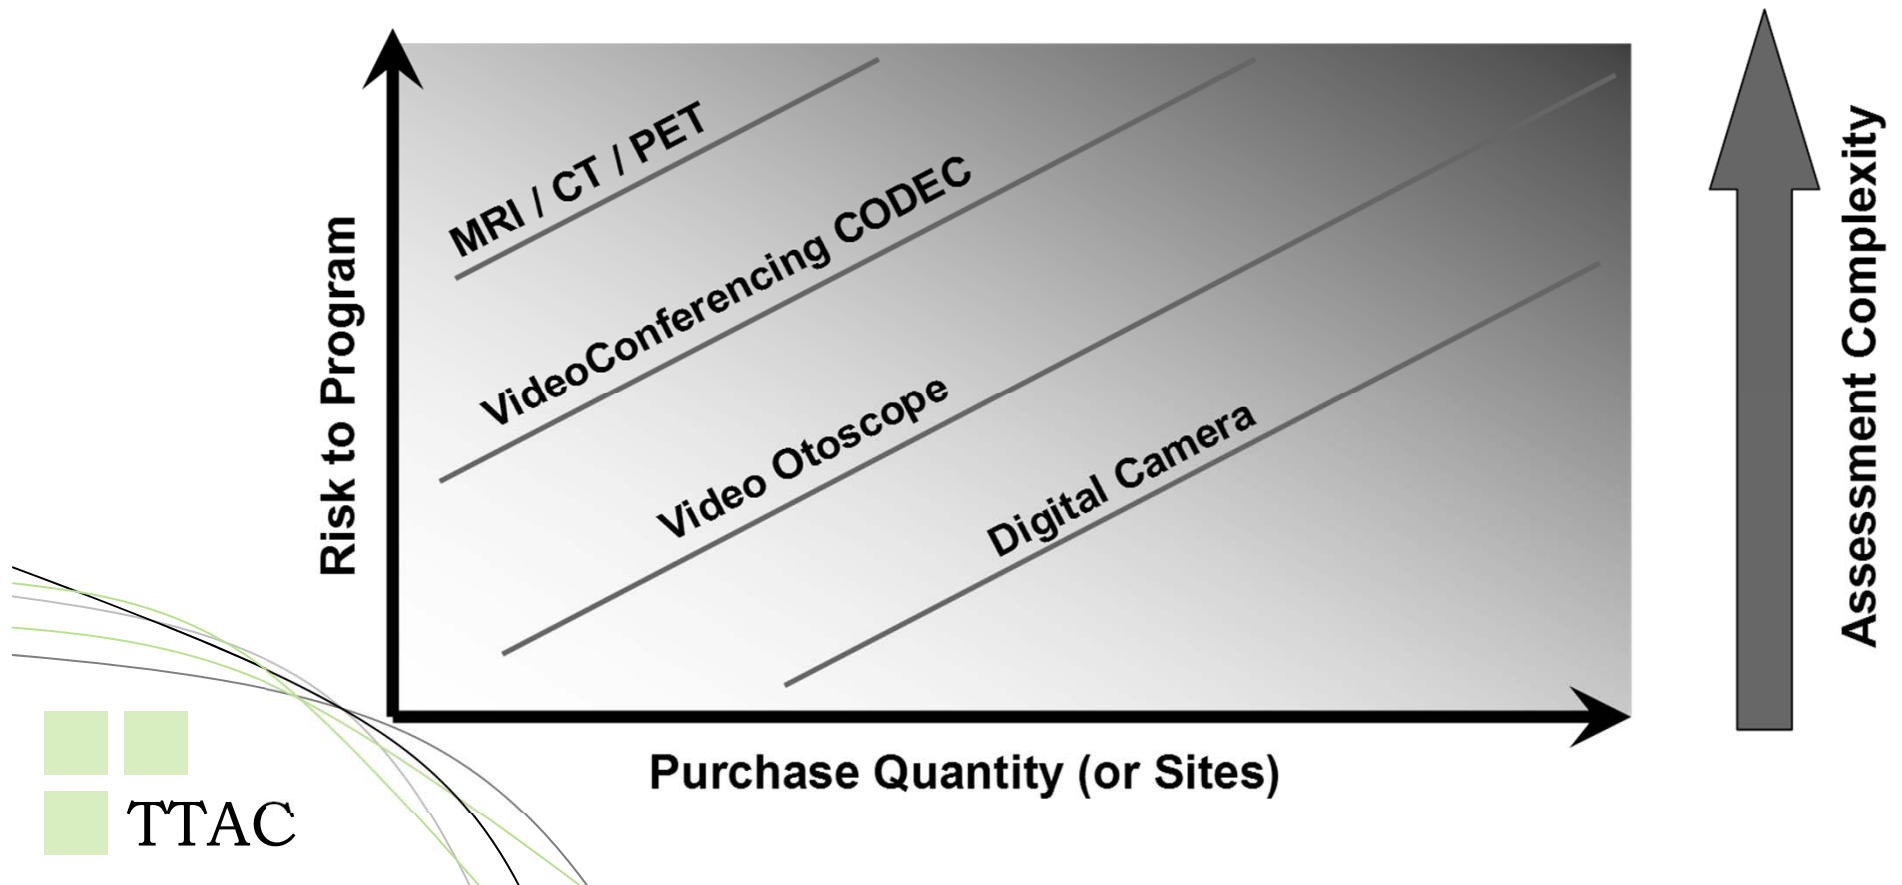 MRI / CT / PET
VideoConferencing CODEC
Video Otoscope
Digital Camera
Risk to Program
Purchase Quantity (or Sites)
Assessment Complexity
TTAC